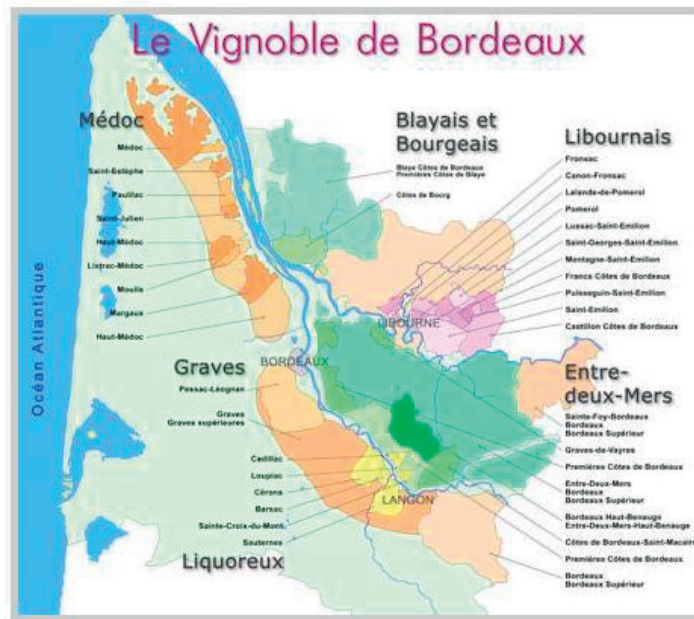 Le Vignoble de Bordeaux
Médoc
Médoc
Saint-Estèphe
Pauillac
Saint-Julien
Haut-Médoc
Listrac-Médoc
Moulis
Margaux
Haut-Médoc
Océan Atlantique
Blayais et
Bourgeais
Blaye Côtes de Bordeaux
Premières Côtes de Blaye
Côtes de Bourg
Libournais
Fronsac
Canon-Fronsac
Lalande-de-Pomerol
Pomerol
Lussac-Saint-Emilion
Saint-Georges-Saint-Emilion
Montagne-Saint-Emilion
Francs Côtes de Bordeaux
Puisseguin-Saint-Emilion
Saint-Emilion
Castillon Côtes de Bordeaux
LIBOURNE
BORDEAUX
Graves
Pessac-Léognan
Graves
Graves supérieures
Cadillac
Loupiac
Cérons
Barsac
Sainte-Croix-du-Mont
Sauternes
Liquoreux
LANGON
Entre-
deux-Mers
Sainte-Foy-Bordeaux
Bordeaux
Bordeaux Supérieur
Graves-de-Vayres
Premières Côtes de Bordeaux
Entre-Deux-Mers
Bordeaux
Bordeaux Supérieur
Bordeaux Haut-Benauge
Entre-Deux-Mers-Haut-Benauge
Côtes de Bordeaux-Saint-Macaire
Premières Côtes de Bordeaux
Bordeaux
Bordeaux Supérieur